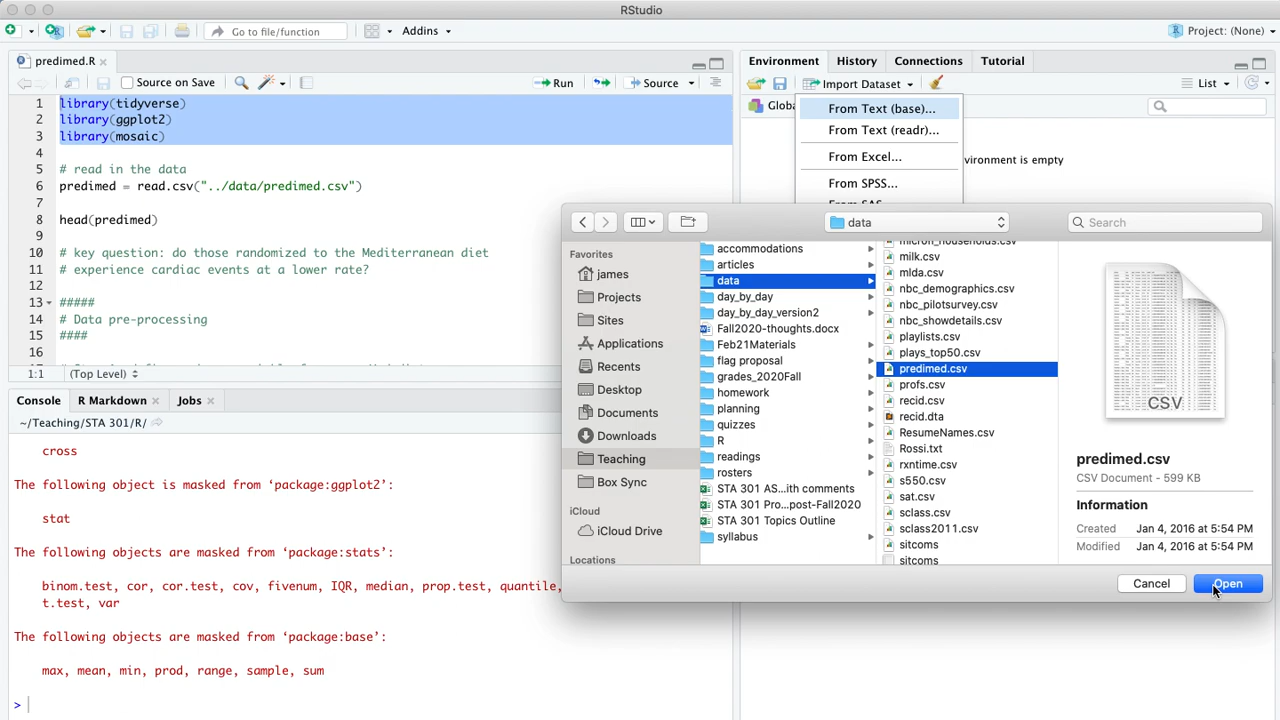 RStudio
Go to file/function
Addins
Project: (None)
predimed.R
Source on Save
Run
Source
1 library(tidyverse)
2 library(ggplot2)
3 library(mosaic)
4
5 # read in the data
6 predimed = read.csv("../data/predimed.csv")
7
8 head(predimed)
9
10 # key question: do those randomized to the Mediterranean diet
11 # experience cardiac events at a lower rate?
12
13 #####
14 # Data pre-processing
15 ####
16
1:1 (Top Level)
Console R Markdown Jobs
~/Teaching/STA 301/R/
cross
The following object is masked from ‘package:ggplot2’:
stat
The following objects are masked from ‘package:stats’:
binom.test, cor, cor.test, cov, fivenum, IQR, median, prop.test, quantile,
t.test, var
The following objects are masked from ‘package:base’:
max, mean, min, prod, range, sample, sum
>
Environment History Connections Tutorial
Import Dataset
List
Globa
From Text (base)...
From Text (readr)...
From Excel...
From SPSS...
From SAS
vironment is empty
data
Search
Favorites
james
Projects
Sites
Applications
Recents
Desktop
Documents
Downloads
Teaching
Box Sync
iCloud
iCloud Drive
Locations
accommodations
articles
data
day_by_day
day_by_day_version2
Fall2020-thoughts.docx
Feb21Materials
flag proposal
grades_2020Fall
homework
planning
quizzes
R
readings
rosters
STA 301 AS...ith comments
STA 301 Pro...post-Fall2020
STA 301 Topics Outline
syllabus
micron_households.csv
milk.csv
mlda.csv
nbc_demographics.csv
nbc_pilotsurvey.csv
nbc_showdetails.csv
playlists.csv
plays_top50.csv
predimed.csv
profs.csv
recid.csv
recid.dta
ResumeNames.csv
Rossi.txt
rxntime.csv
s550.csv
sat.csv
sclass.csv
sclass2011.csv
sitcoms
sitcoms
CSV
predimed.csv
CSV Document - 599 KB
Information
Created Jan 4, 2016 at 5:54 PM
Modified Jan 4, 2016 at 5:54 PM
Cancel
Open